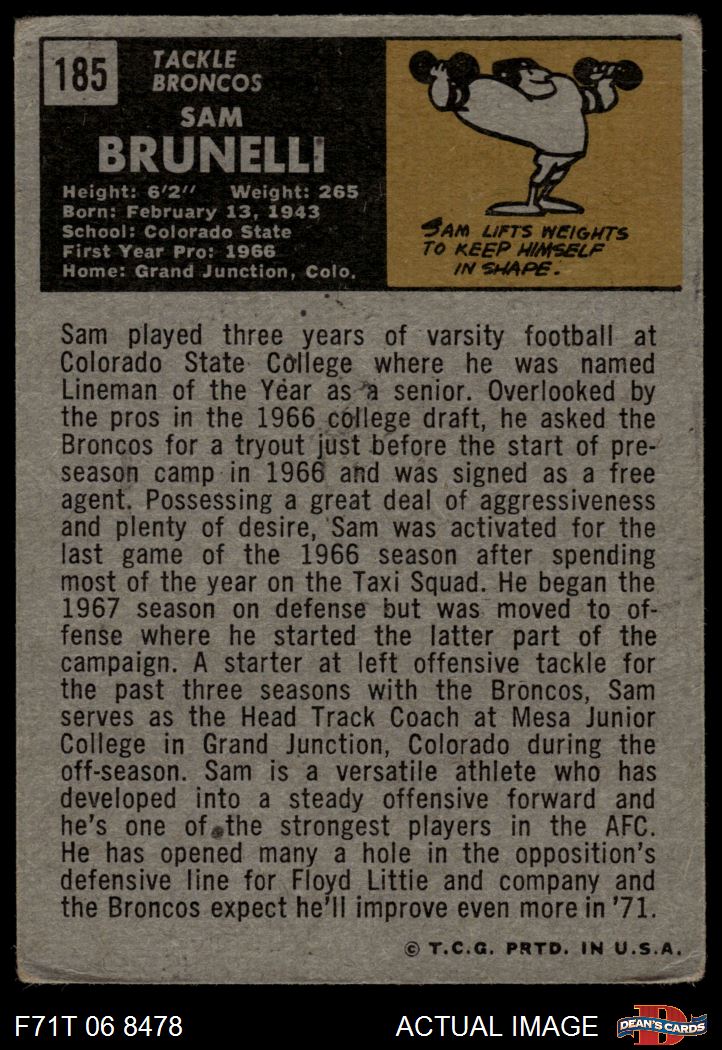 185
TACKLE
BRONCOS
SAM
BRUNELLI
Height: 6'2" Weight: 265
Born: February 13, 1943
School: Colorado State
First Year Pro: 1966
Home: Grand Junction, Colo.
SAM LIFTS WEIGHTS
TO KEEP HIMSELF
IN SHAPE.
Sam played three years of varsity football at
Colorado State College where he was named
Lineman of the Year as a senior. Overlooked by
the pros in the 1966 college draft, he asked the
Broncos for a tryout just before the start of pre-
season camp in 1966 and was signed as a free
agent. Possessing a great deal of aggressiveness
and plenty of desire, Sam was activated for the
last game of the 1966 season after spending
most of the year on the Taxi Squad. He began the
1967 season on defense but was moved to of-
fense where he started the latter part of the
campaign. A starter at left offensive tackle for
the past three seasons with the Broncos, Sam
serves as the Head Track Coach at Mesa Junior
College in Grand Junction, Colorado during the
off-season. Sam is a versatile athlete who has
developed into a steady offensive forward and
he's one of the strongest players in the AFC.
He has opened many a hole in the opposition's
defensive line for Floyd Little and company and
the Broncos expect he'll improve even more in '71.
© T.C.G. PRTD. IN U.S.A.
F71T 06 8478
ACTUAL IMAGE
D
DEAN'S CARDS